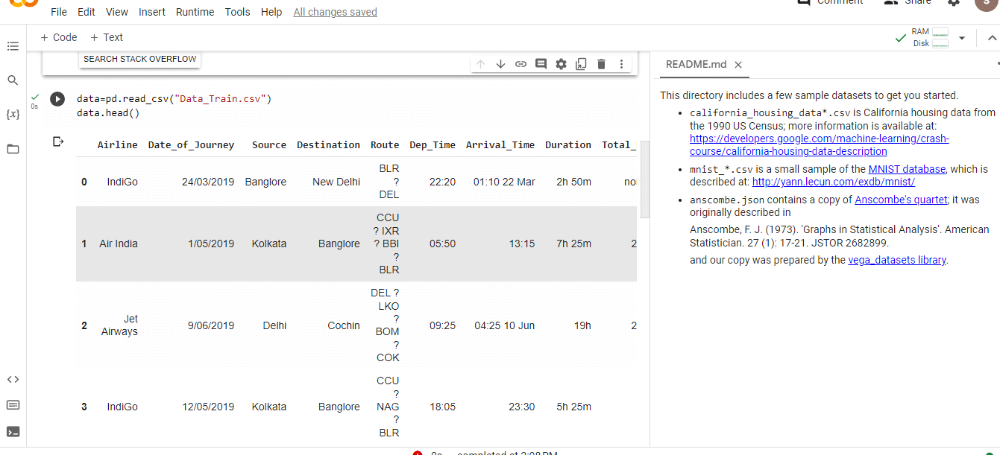 File Edit View Insert Runtime Tools Help All changes saved
Comment Share S
+ Code + Text
RAM
Disk
SEARCH STACK OVERFLOW
0s
data=pd.read_csv("Data_Train.csv")
data.head()
{x}
Airline Date_of_Journey Source Destination Route Dep_Time Arrival_Time Duration Total_
0 IndiGo 24/03/2019 Banglore New Delhi BLR ? DEL 22:20 01:10 22 Mar 2h 50m no
1 Air India 1/05/2019 Kolkata Banglore CCU ? IXR ? BBI ? BLR 05:50 13:15 7h 25m 2
2 Jet Airways 9/06/2019 Delhi Cochin DEL ? LKO ? BOM ? COK 09:25 04:25 10 Jun 19h 2
3 IndiGo 12/05/2019 Kolkata Banglore CCU ? NAG ? BLR 18:05 23:30 5h 25m
README.md
This directory includes a few sample datasets to get you started.
california_housing_data*.csv is California housing data from
the 1990 US Census; more information is available at:
https://developers.google.com/machine-learning/crash-
course/california-housing-data-description
mnist_*.csv is a small sample of the MNIST database, which is
described at: http://yann.lecun.com/exdb/mnist/
anscombe.json contains a copy of Anscombe's quartet; it was
originally described in
Anscombe, F. J. (1973). 'Graphs in Statistical Analysis'. American
Statistician. 27 (1): 17-21. JSTOR 2682899.
and our copy was prepared by the vega_datasets library.
0s completed at 2:08 PM